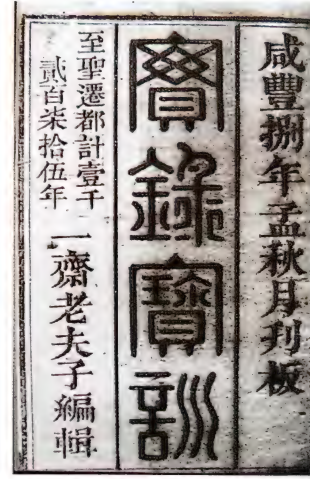 咸豐捌年孟秋月刊板
實錄寶訓
至聖遷都計壹千
貳百柒拾伍年
一齋老夫子編輯